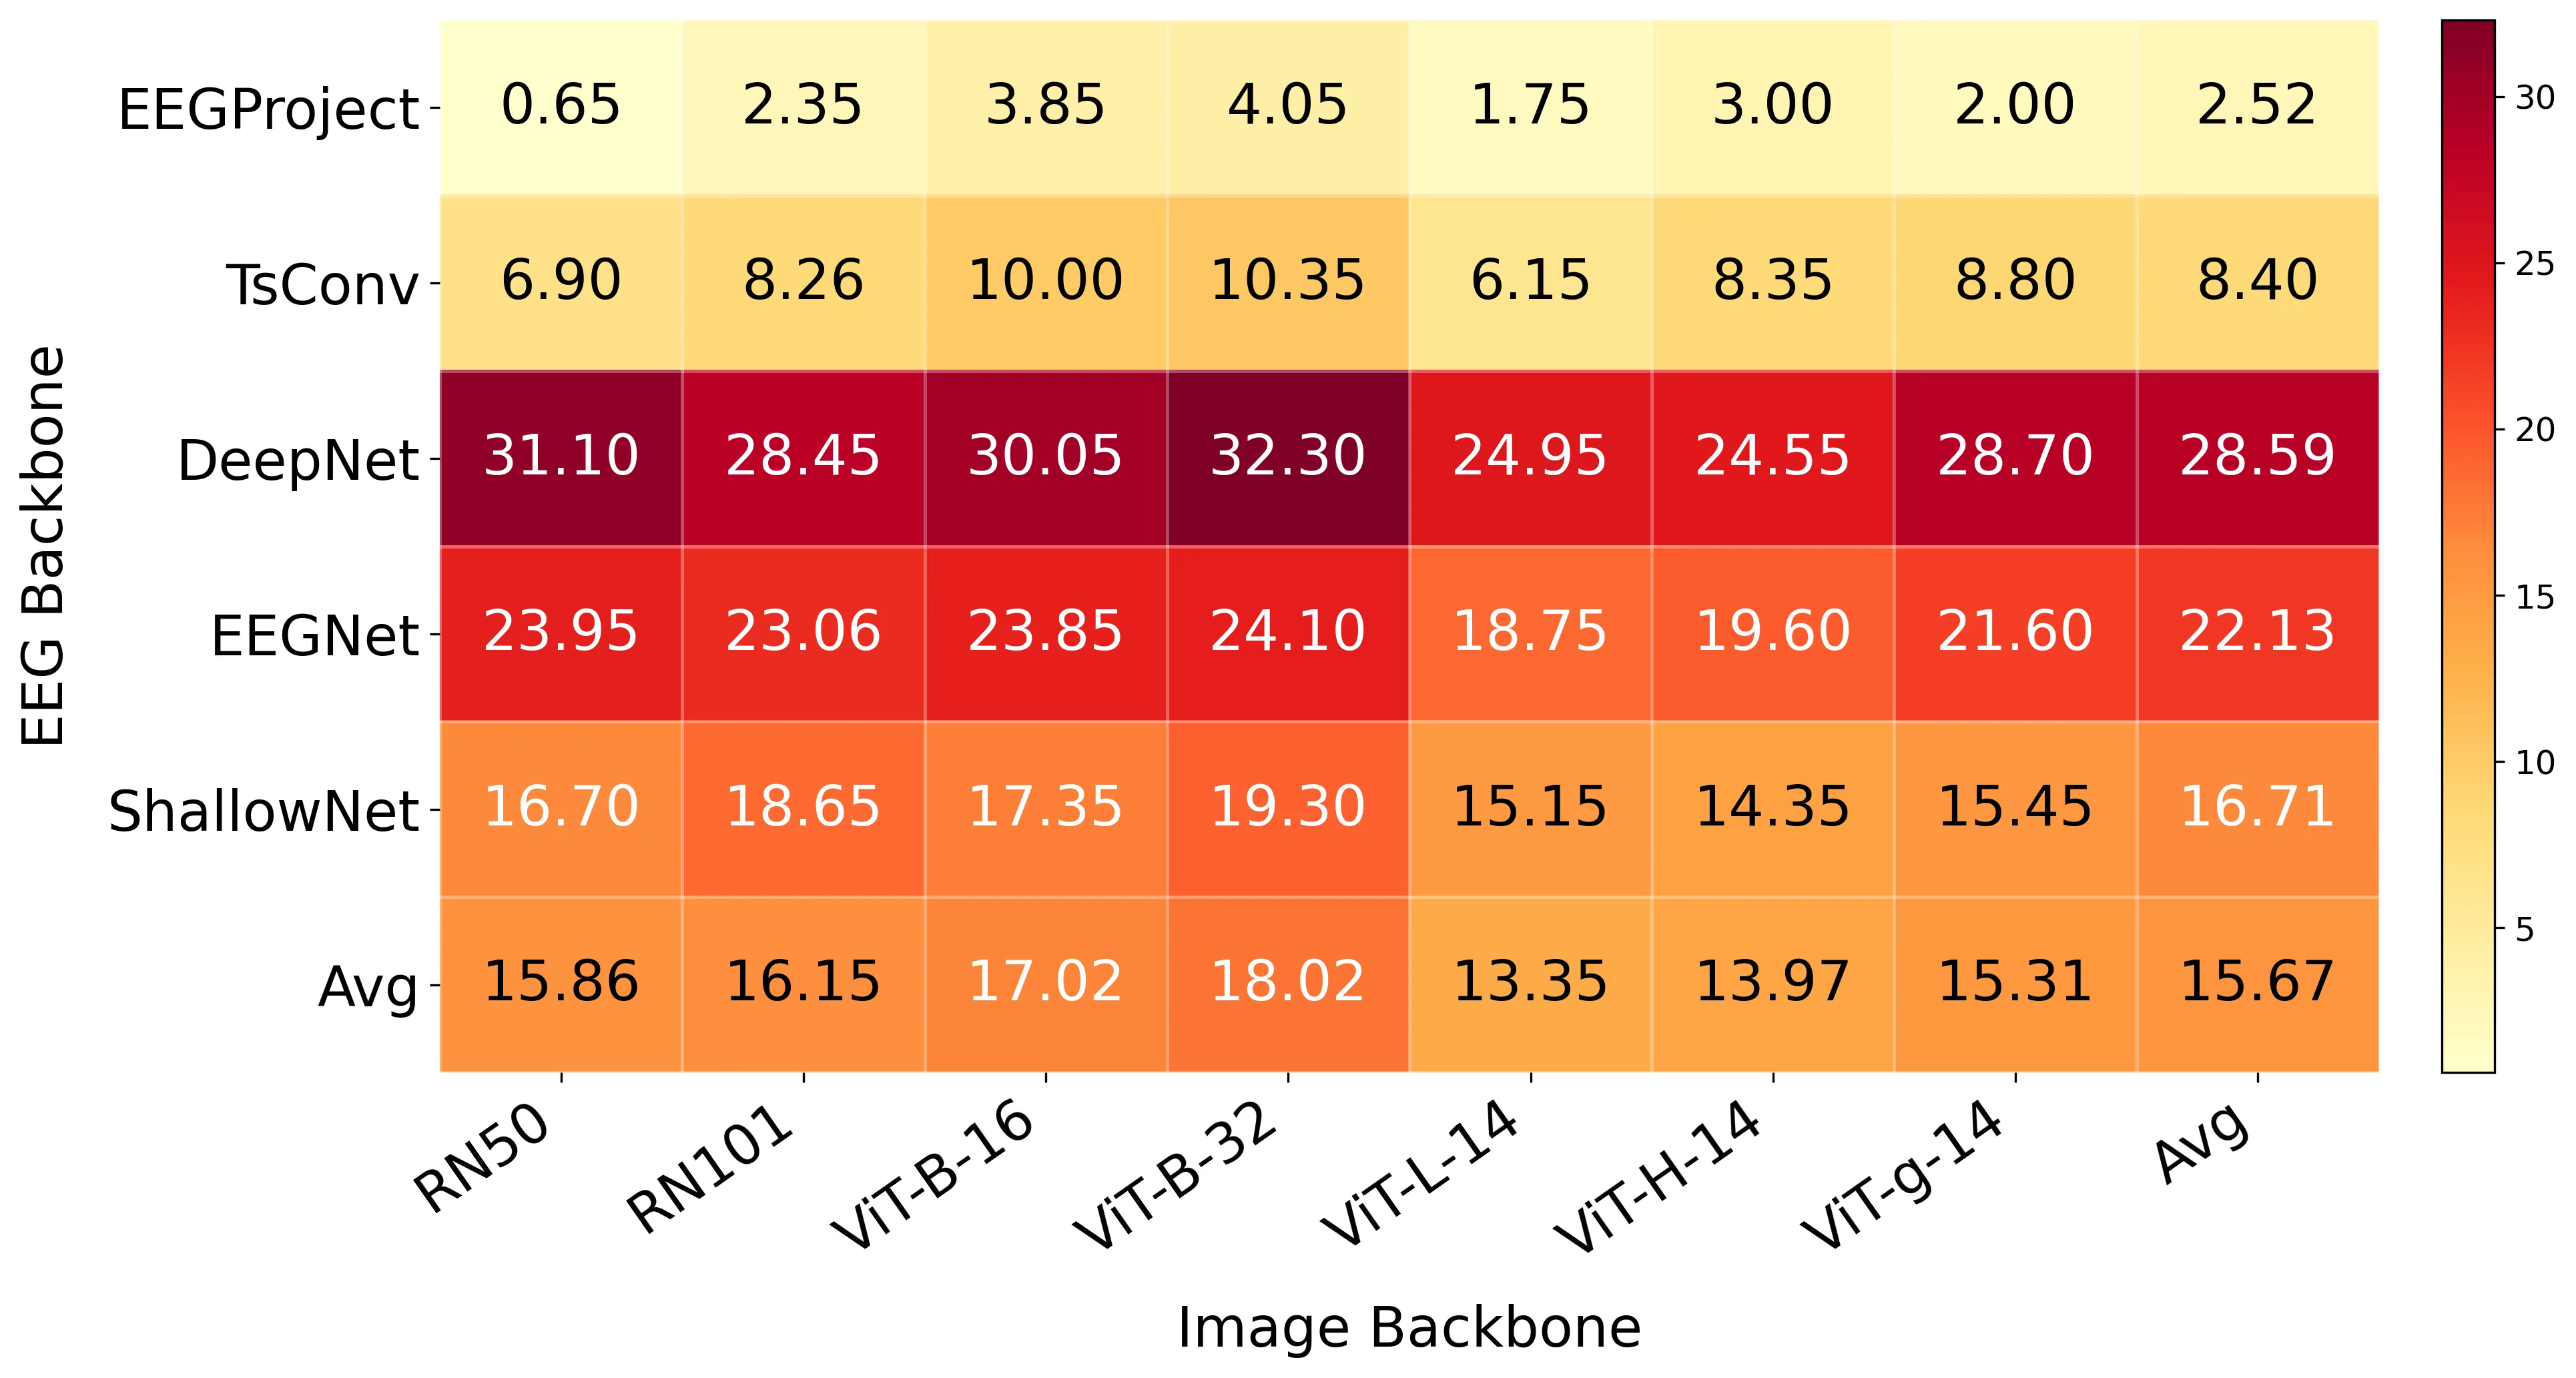 EEGProject 0.65 2.35 3.85 4.05 1.75 3.00 2.00 2.52
TsConv 6.90 8.26 10.00 10.35 6.15 8.35 8.80 8.40
DeepNet 31.10 28.45 30.05 32.30 24.95 24.55 28.70 28.59
EEGNet 23.95 23.06 23.85 24.10 18.75 19.60 21.60 22.13
ShallowNet 16.70 18.65 17.35 19.30 15.15 14.35 15.45 16.71
Avg 15.86 16.15 17.02 18.02 13.35 13.97 15.31 15.67
RN50 RN101 ViT-B-16 ViT-B-32 ViT-L-14 ViT-H-14 ViT-g-14 Avg
Image Backbone
EEG Backbone
30
25
20
15
10
5